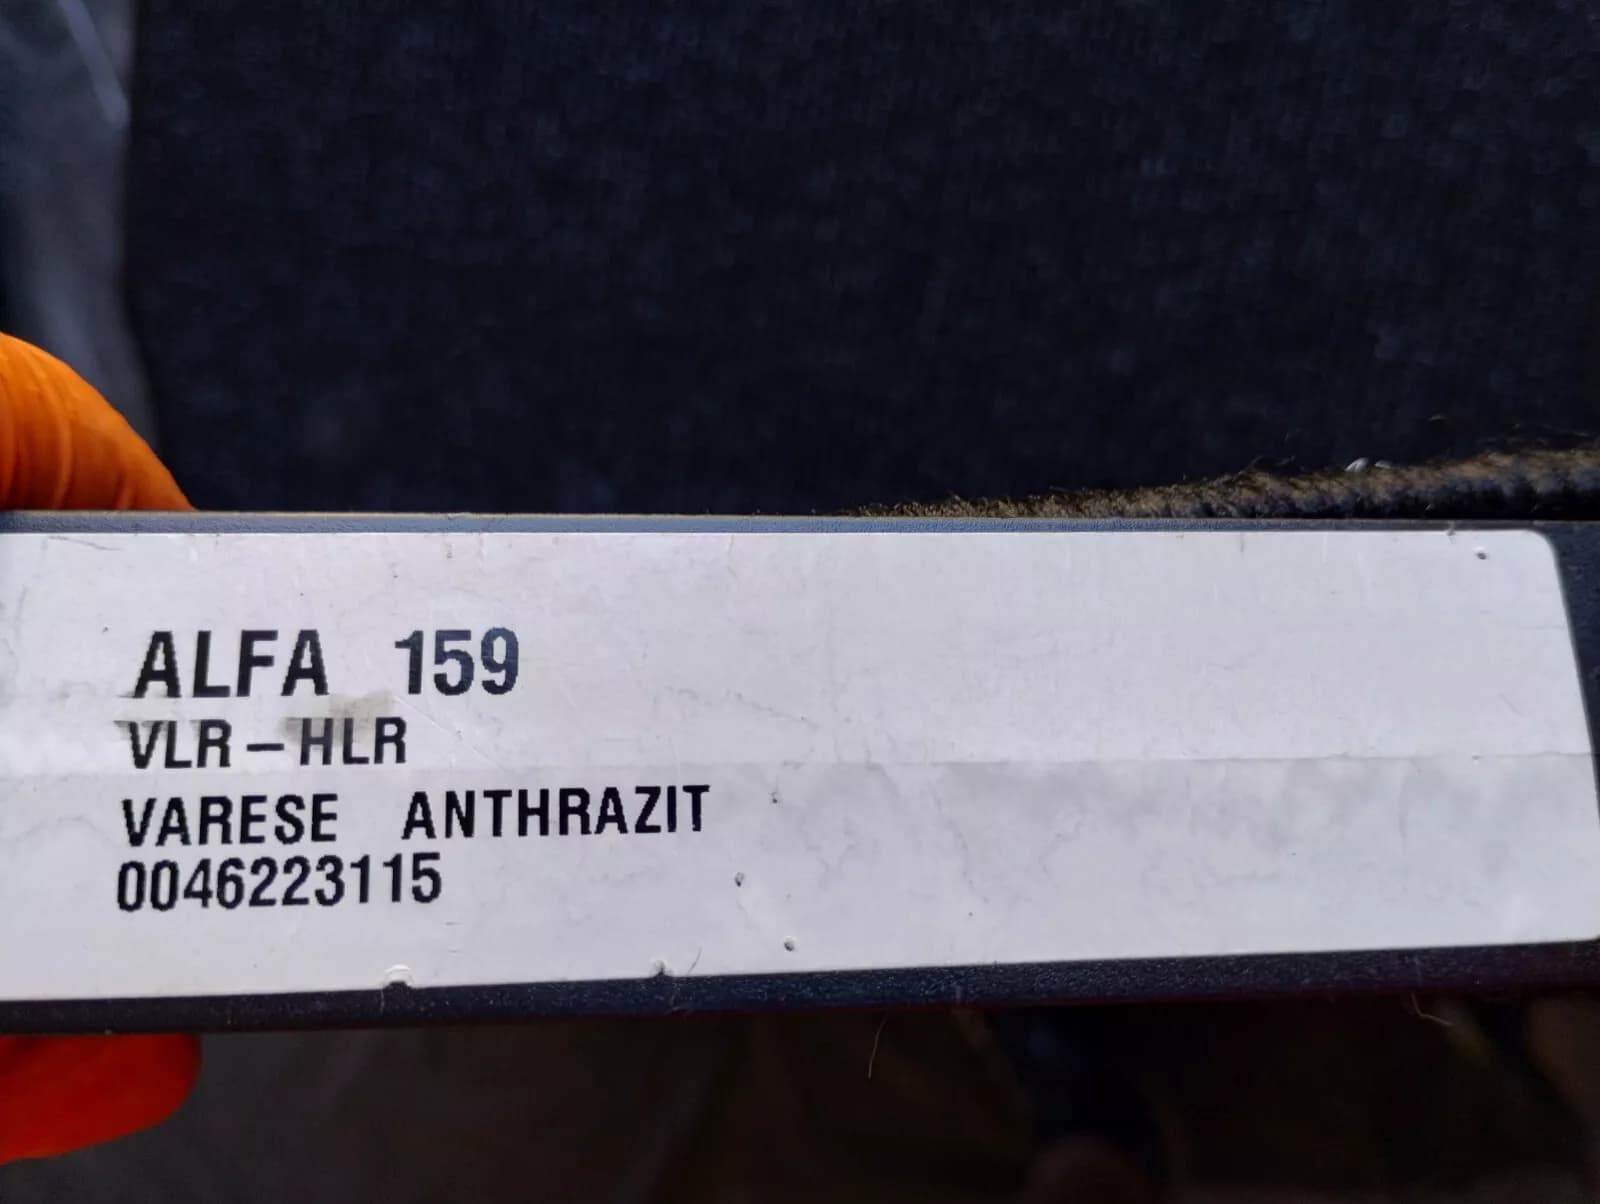 ALFA 159
VLR-HLR
VARESE ANTHRAZIT
0046223115